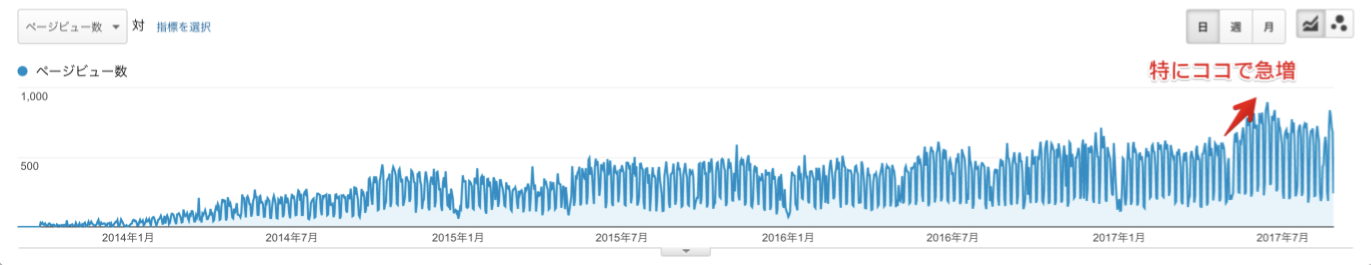 ページビュー数 対 指標を選択 日 週 月
ページビュー数
特にココで急増
1,000
500
2014年1月 2014年7月 2015年1月 2015年7月 2016年1月 2016年7月 2017年1月 2017年7月